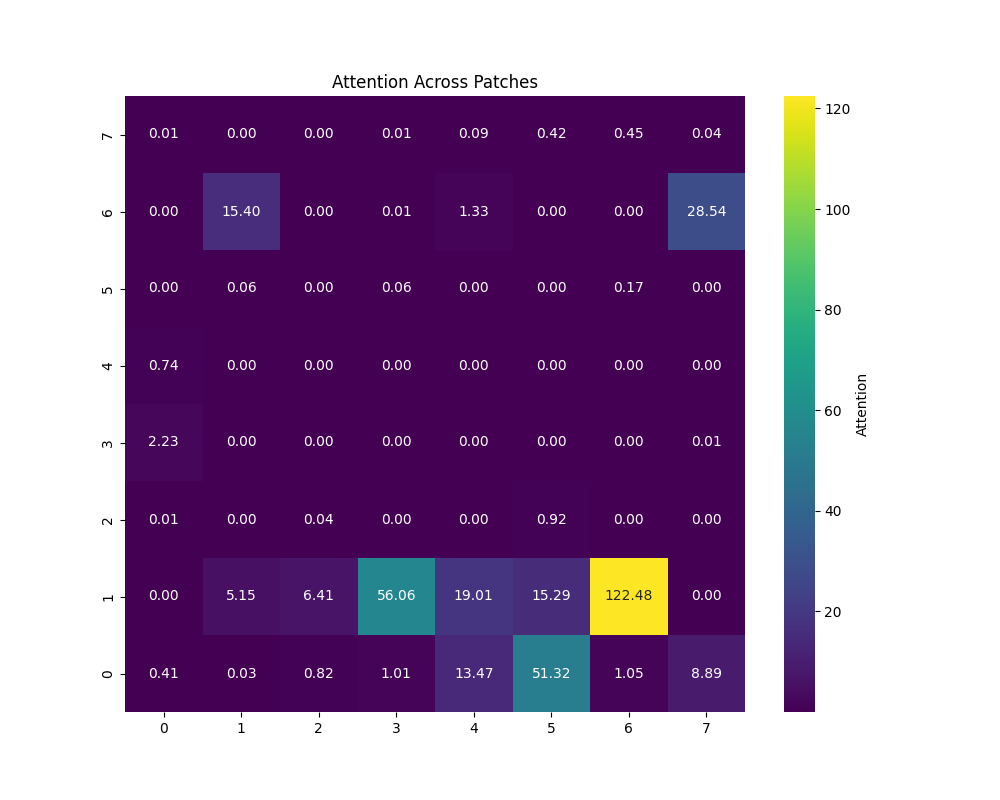 Attention Across Patches
7 0.01 0.00 0.00 0.01 0.09 0.42 0.45 0.04
6 0.00 15.40 0.00 0.01 1.33 0.00 0.00 28.54
5 0.00 0.06 0.00 0.06 0.00 0.00 0.17 0.00
4 0.74 0.00 0.00 0.00 0.00 0.00 0.00 0.00
3 2.23 0.00 0.00 0.00 0.00 0.00 0.00 0.01
2 0.01 0.00 0.04 0.00 0.00 0.92 0.00 0.00
1 0.00 5.15 6.41 56.06 19.01 15.29 122.48 0.00
0 0.41 0.03 0.82 1.01 13.47 51.32 1.05 8.89
0 1 2 3 4 5 6 7
120
100
80
60
40
20
Attention